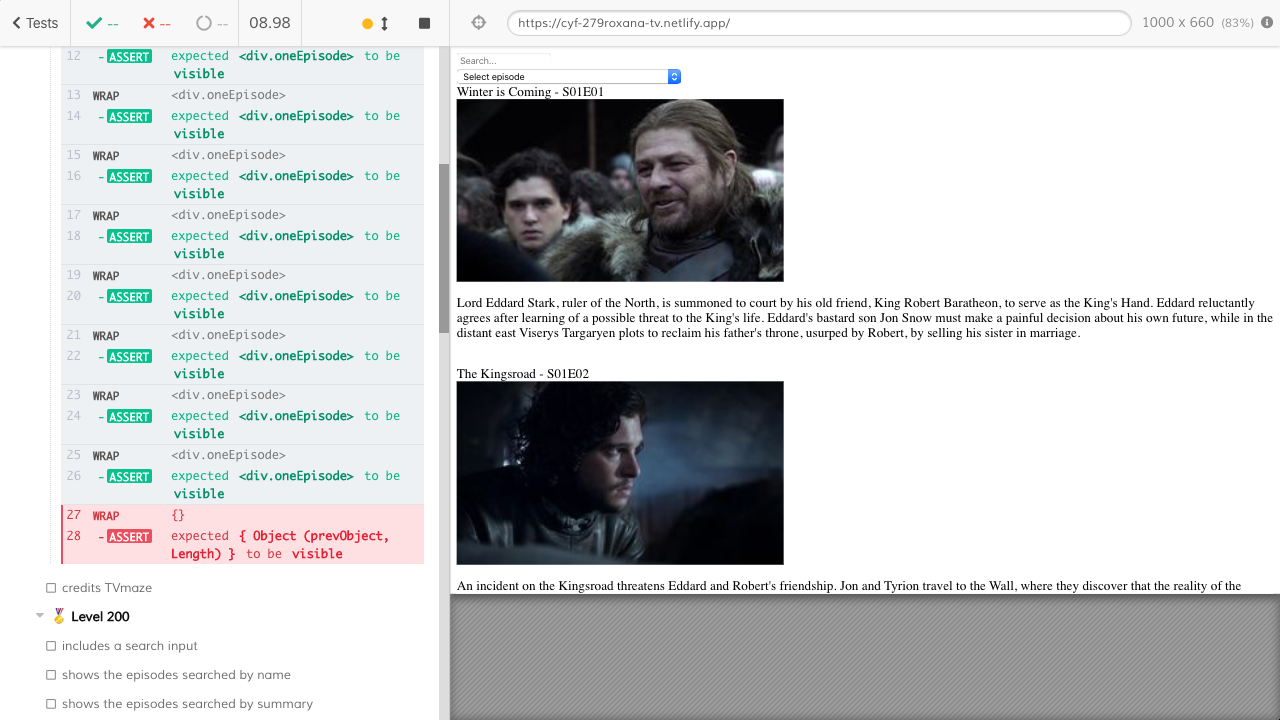 Tests
--
--
--
08.98
https://cyf-279roxana-tv.netlify.app/
1000 x 660 (83%)
12 - ASSERT expected <div.oneEpisode> to be
visible
13 WRAP <div.oneEpisode>
14 - ASSERT expected <div.oneEpisode> to be
visible
15 WRAP <div.oneEpisode>
16 - ASSERT expected <div.oneEpisode> to be
visible
17 WRAP <div.oneEpisode>
18 - ASSERT expected <div.oneEpisode> to be
visible
19 WRAP <div.oneEpisode>
20 - ASSERT expected <div.oneEpisode> to be
visible
21 WRAP <div.oneEpisode>
22 - ASSERT expected <div.oneEpisode> to be
visible
23 WRAP <div.oneEpisode>
24 - ASSERT expected <div.oneEpisode> to be
visible
25 WRAP <div.oneEpisode>
26 - ASSERT expected <div.oneEpisode> to be
visible
27 WRAP {}
28 - ASSERT expected { Object (prevObject,
Length) } to be visible
credits TVmaze
Level 200
includes a search input
shows the episodes searched by name
shows the episodes searched by summary
Search...
Select episode
Winter is Coming - S01E01
Lord Eddard Stark, ruler of the North, is summoned to court by his old friend, King Robert Baratheon, to serve as the King's Hand. Eddard reluctantly
agrees after learning of a possible threat to the King's life. Eddard's bastard son Jon Snow must make a painful decision about his own future, while in the
distant east Viserys Targaryen plots to reclaim his father's throne, usurped by Robert, by selling his sister in marriage.
The Kingsroad - S01E02
An incident on the Kingsroad threatens Eddard and Robert's friendship. Jon and Tyrion travel to the Wall, where they discover that the reality of the